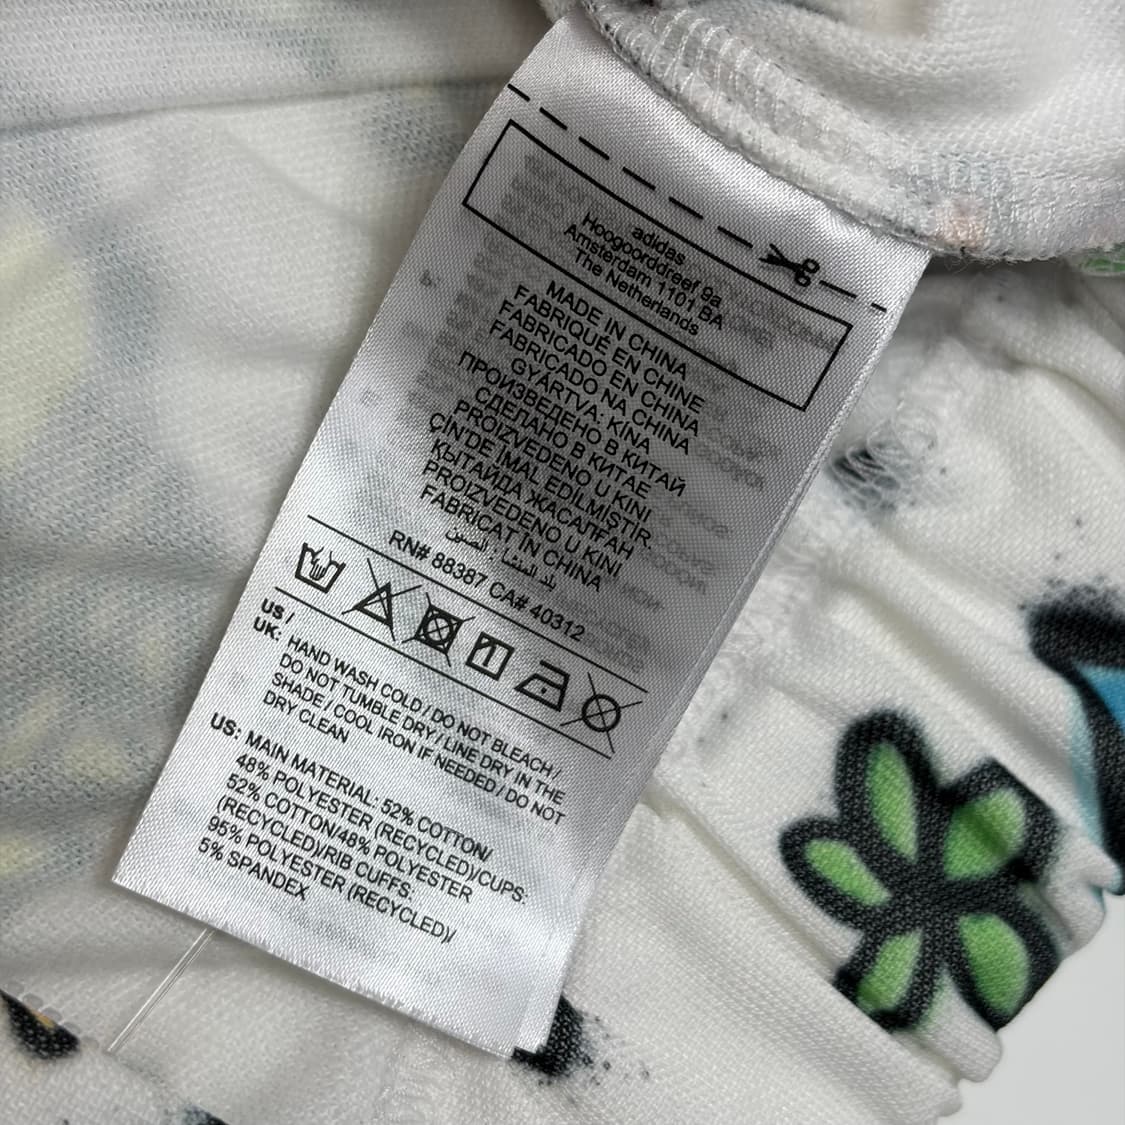 adidas
Hoogoorddreef 9a
Amsterdam 1101 BA
The Netherlands
MADE IN CHINA
FABRIQUÉ EN CHINE
FABRICADO EN CHINA
FABRICADO NA CHINA
GYÁRTVA: KÍNA
ПРОИЗВЕДЕНО В КИТАЙ
СДЕЛАНО В КИТАЕ
PROIZVEDENO U KINI
ÇİN'DE İMAL EDİLMİŞTİR.
ҚЫТАЙДА ЖАСАЛҒАН
PROIZVEDENO U KINI
FABRICAT ÎN CHINA
بلد المنشأ : الصين
RN# 88387 CA# 40312
US /
UK: HAND WASH COLD / DO NOT BLEACH /
DO NOT TUMBLE DRY / LINE DRY IN THE
SHADE / COOL IRON IF NEEDED / DO NOT
DRY CLEAN
US: MAIN MATERIAL: 52% COTTON/
48% POLYESTER (RECYCLED)/CUPS:
52% COTTON/48% POLYESTER
(RECYCLED)/RIB CUFFS:
95% POLYESTER (RECYCLED)/
5% SPANDEX